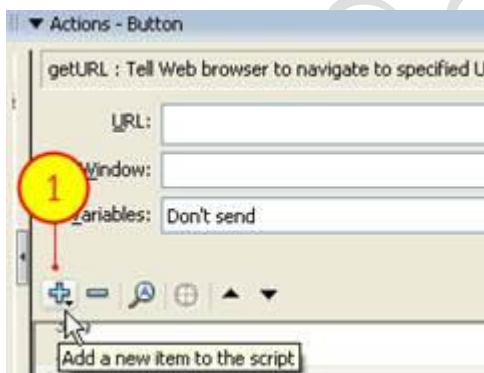 Actions - Button
getURL : Tell Web browser to navigate to specified U
URL:
Window:
Variables: Don't send
1
Add a new item to the script